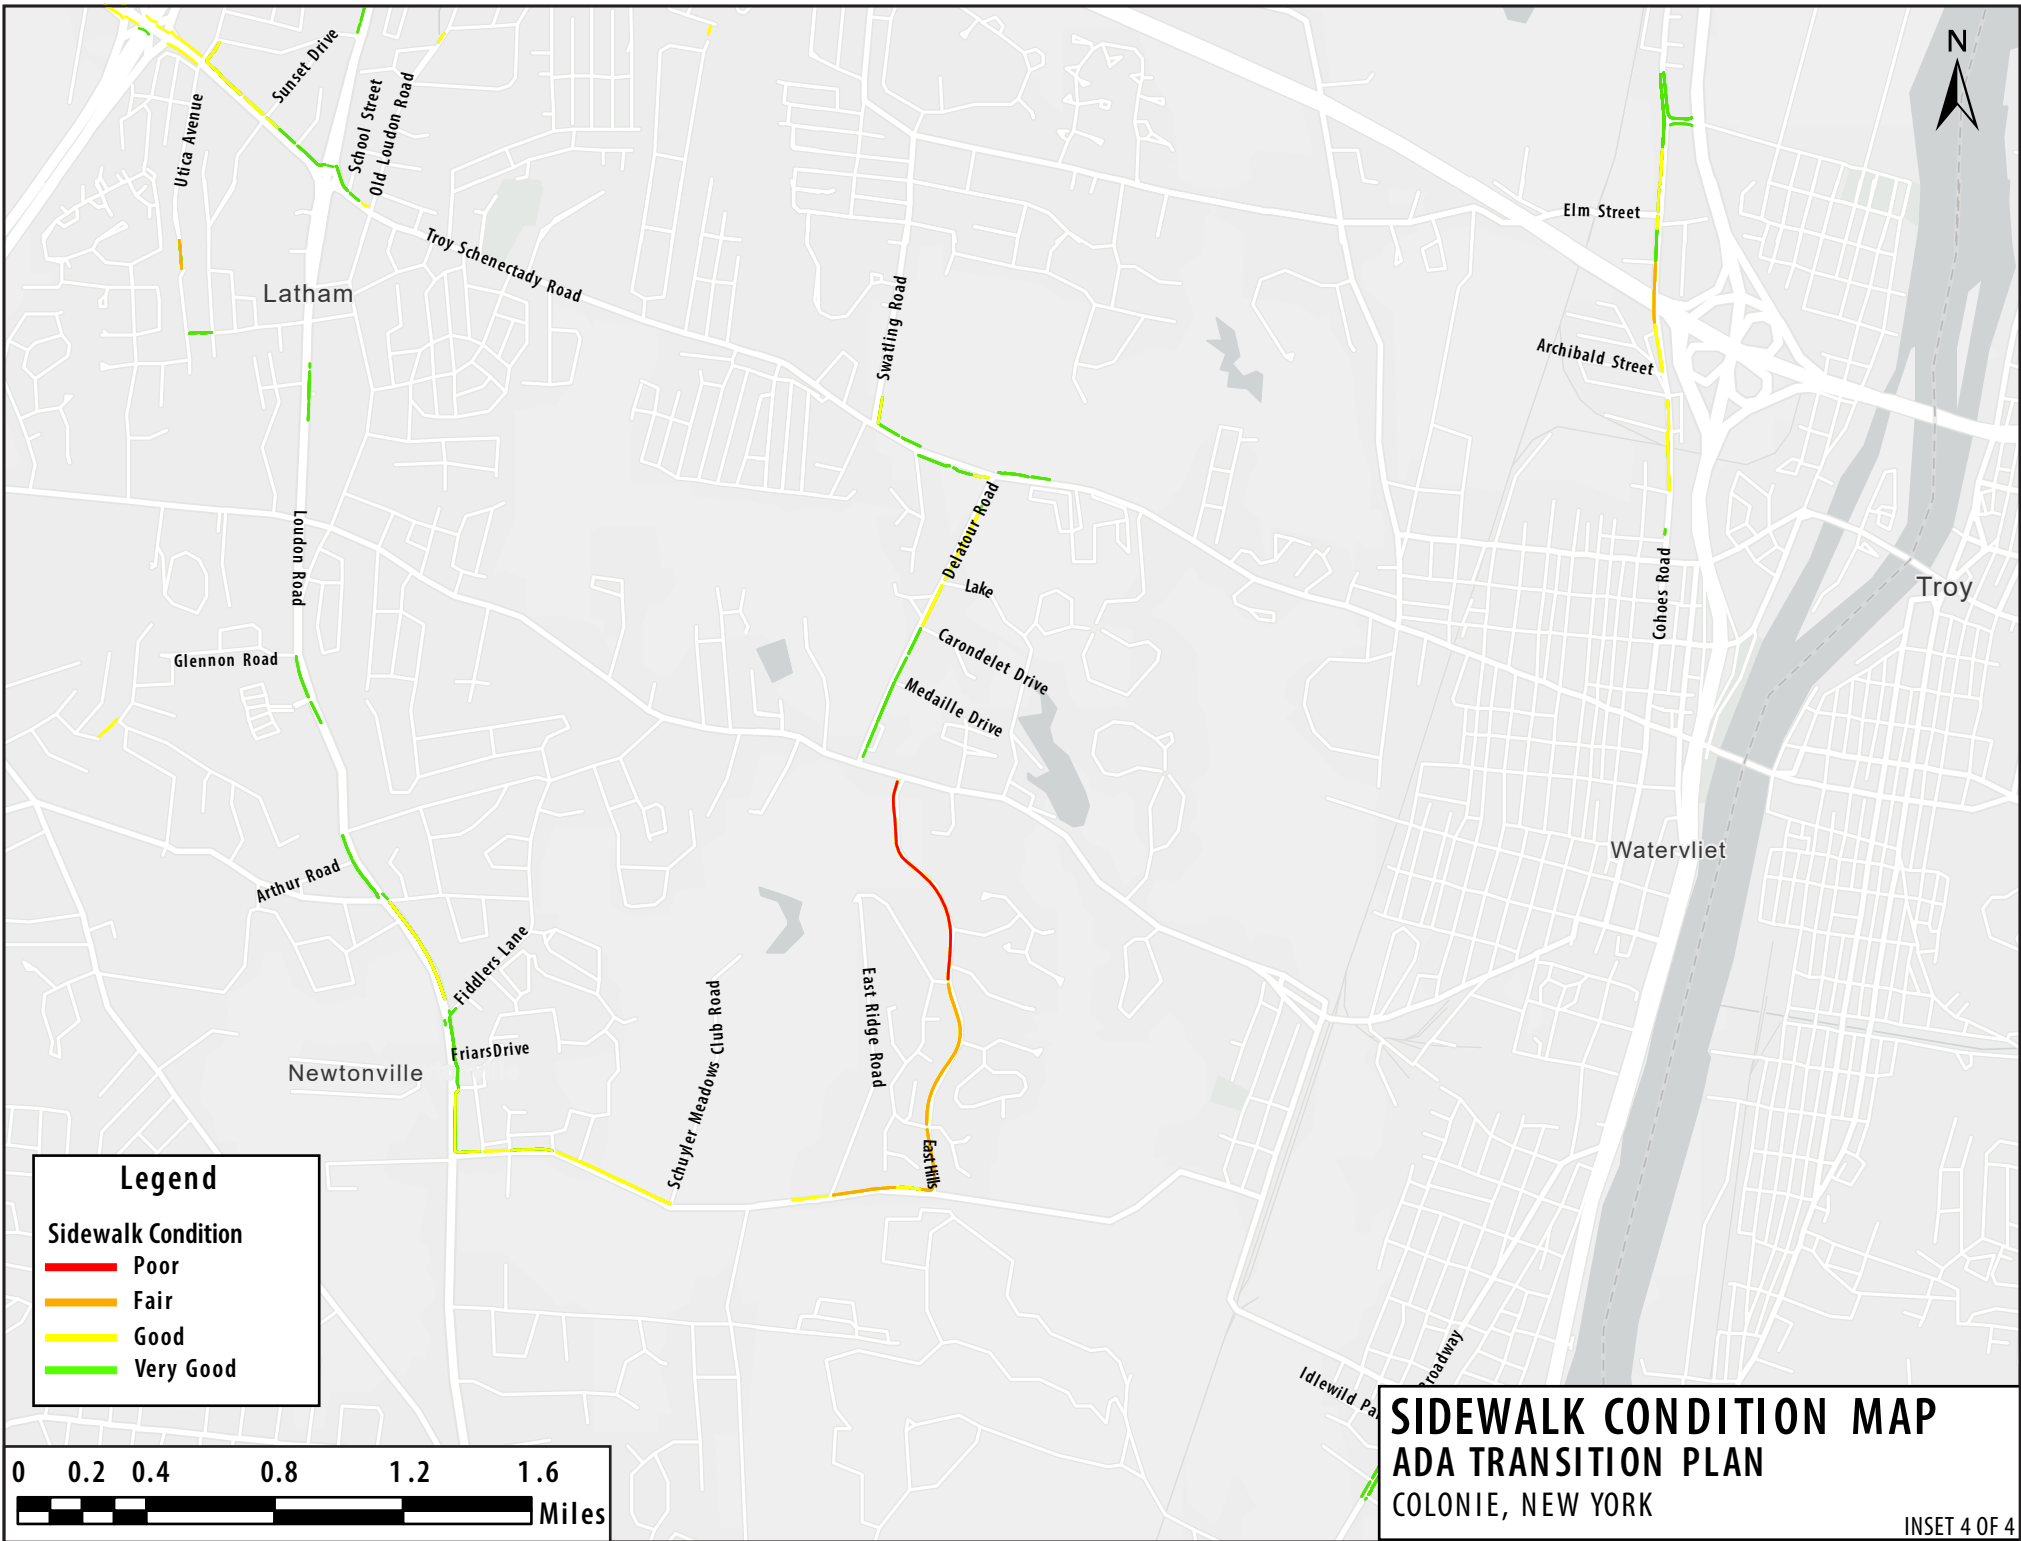 N
Sunset Drive
School Street
Old Loudon Road
Utica Avenue
Elm Street
Troy Schenectady Road
Latham
Swatling Road
Archibald Street
Loudon Road
Delatour Road
Lake
Cohoes Road
Troy
Carondelet Drive
Glennon Road
Medaille Drive
Watervliet
Arthur Road
Fiddlers Lane
Schuyler Meadows Club Road
East Ridge Road
FriarsDrive
Newtonville
East Hills
Legend
Sidewalk Condition
Poor
Fair
Good
Very Good
Idlewild Pa
roadway
0 0.2 0.4 0.8 1.2 1.6
Miles
SIDEWALK CONDITION MAP
ADA TRANSITION PLAN
COLONIE, NEW YORK
INSET 4 OF 4